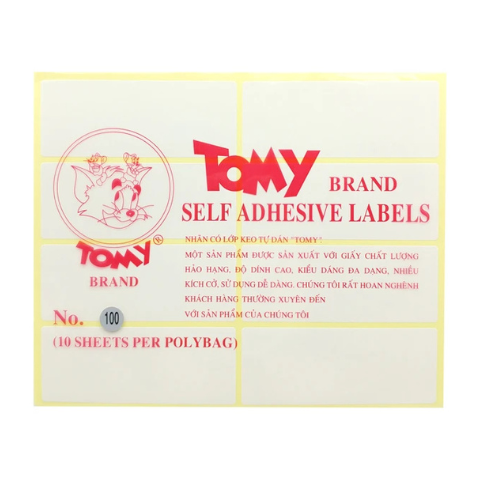 TOMY BRAND
SELF ADHESIVE LABELS
TOMY ®
BRAND
NHÃN CÓ LỚP KEO TỰ DÁN "TOMY".
MỘT SẢN PHẨM ĐƯỢC SẢN XUẤT VỚI GIẤY CHẤT LƯỢNG
HẢO HẠNG, ĐỘ DÍNH CAO, KIỂU DÁNG ĐA DẠNG, NHIỀU
KÍCH CỠ, SỬ DỤNG DỄ DÀNG. CHÚNG TÔI RẤT HOAN NGHÊNH
KHÁCH HÀNG THƯỜNG XUYÊN ĐẾN
VỚI SẢN PHẨM CỦA CHÚNG TÔI
No. 100
(10 SHEETS PER POLYBAG)